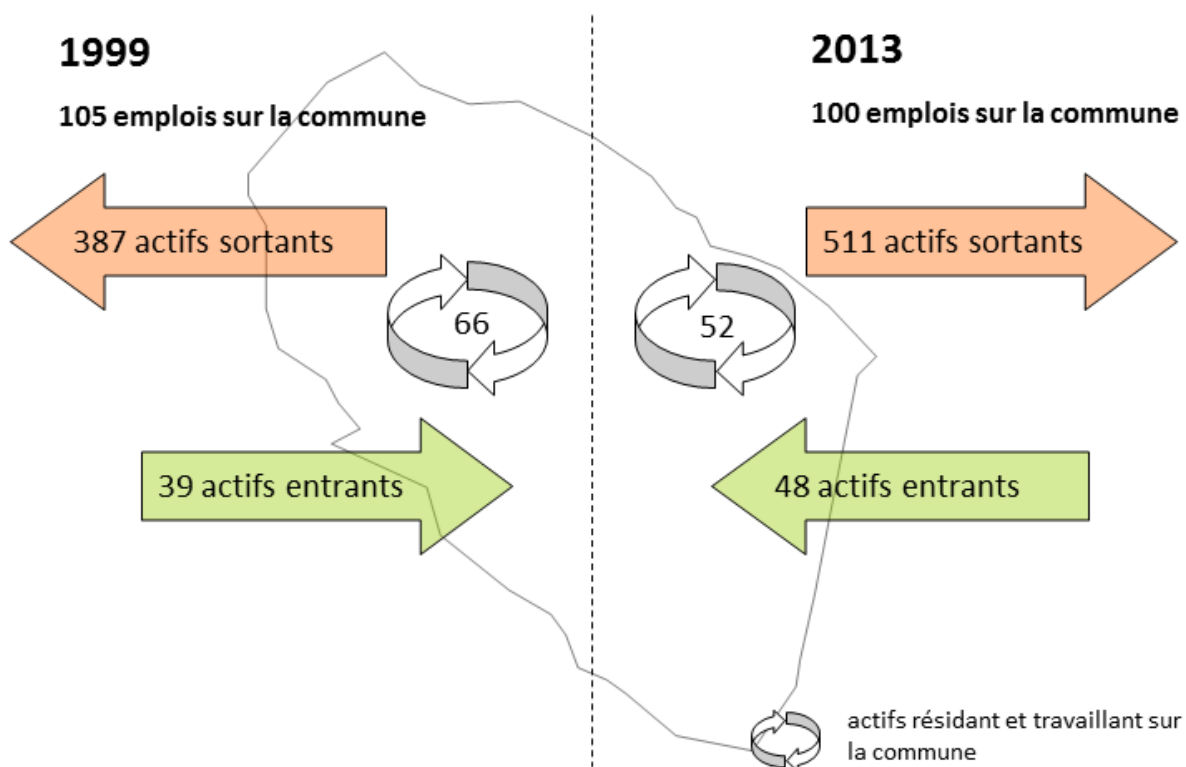 1999
105 emplois sur la commune
387 actifs sortants
66
39 actifs entrants
2013
100 emplois sur la commune
511 actifs sortants
52
48 actifs entrants
actifs résidant et travaillant sur
la commune